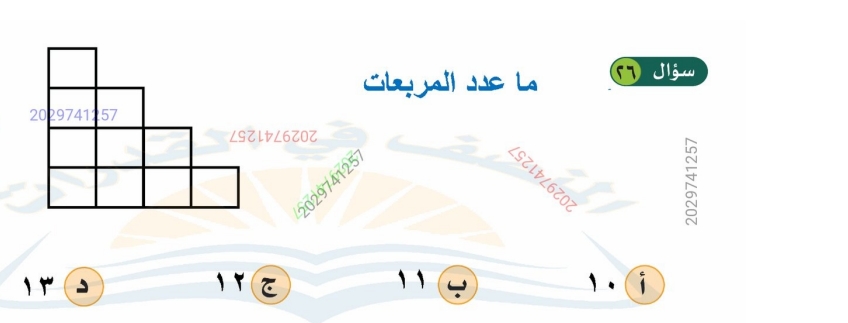 سؤال ٢٦
ما عدد المربعات
2029741257
2029741257
2029741257
2029741257
2029741257
أ ١٠
ب ١١
ج ١٢
د ١٣